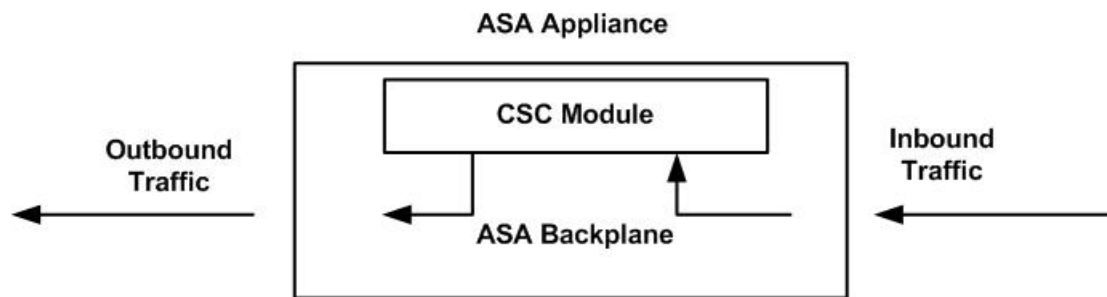 ASA Appliance
CSC Module
Outbound
Traffic
Inbound
Traffic
ASA Backplane